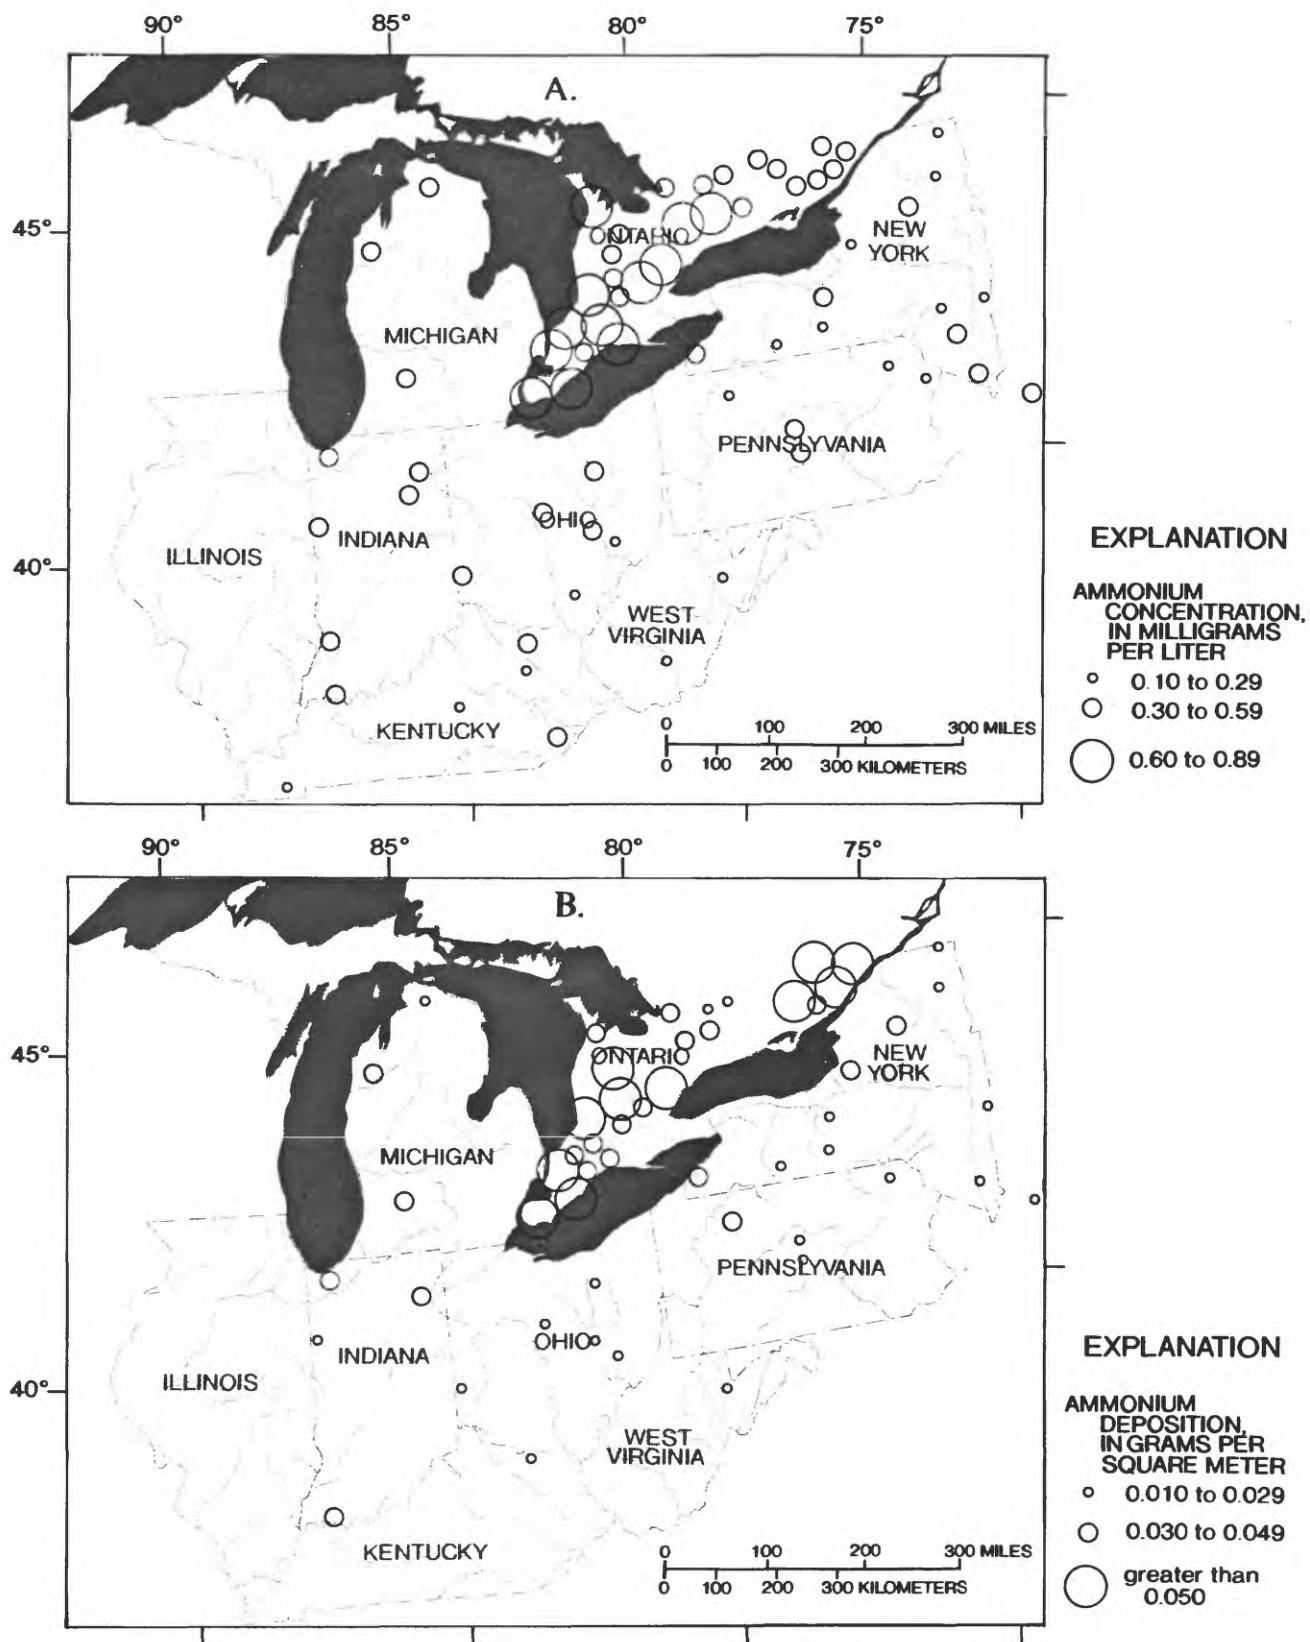 90°
85°
80°
75°
A.
45°
ONTARIO
NEW
YORK
MICHIGAN
PENNSLYVANIA
OHIO
INDIANA
ILLINOIS
40°
WEST
VIRGINIA
KENTUCKY
0 100 200 300 MILES
0 100 200 300 KILOMETERS
EXPLANATION
AMMONIUM
CONCENTRATION,
IN MILLIGRAMS
PER LITER
0.10 to 0.29
0.30 to 0.59
0.60 to 0.89
90°
85°
80°
75°
B.
45°
ONTARIO
NEW
YORK
MICHIGAN
PENNSLYVANIA
OHIO
INDIANA
ILLINOIS
40°
WEST
VIRGINIA
KENTUCKY
0 100 200 300 MILES
0 100 200 300 KILOMETERS
EXPLANATION
AMMONIUM
DEPOSITION,
IN GRAMS PER
SQUARE METER
0.010 to 0.029
0.030 to 0.049
greater than
0.050